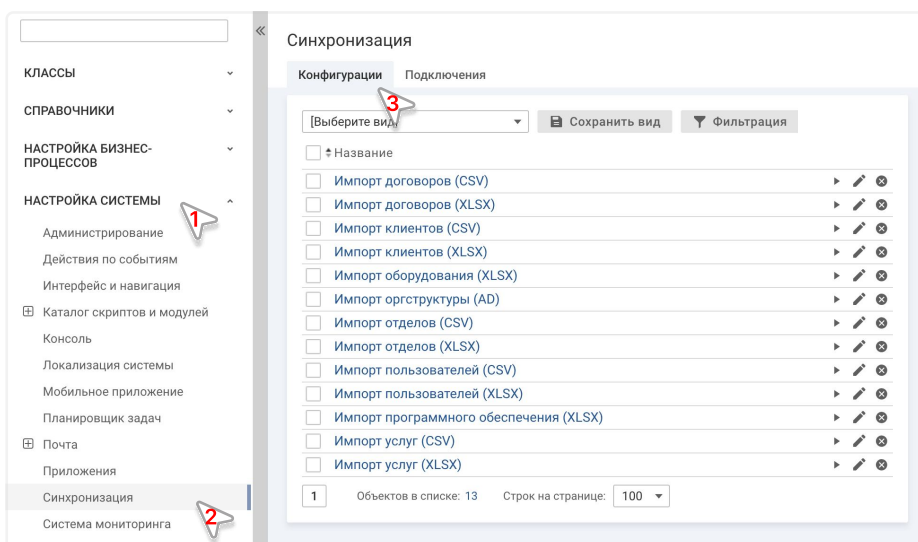 КЛАССЫ
СПРАВОЧНИКИ
НАСТРОЙКА БИЗНЕС-
ПРОЦЕССОВ
НАСТРОЙКА СИСТЕМЫ
1
Администрирование
Действия по событиям
Интерфейс и навигация
Каталог скриптов и модулей
Консоль
Локализация системы
Мобильное приложение
Планировщик задач
Почта
Приложения
Синхронизация
2
Система мониторинга
Синхронизация
Конфигурации Подключения
3
[Выберите вид Сохранить вид Фильтрация
Название
Импорт договоров (CSV)
Импорт договоров (XLSX)
Импорт клиентов (CSV)
Импорт клиентов (XLSX)
Импорт оборудования (XLSX)
Импорт оргструктуры (AD)
Импорт отделов (CSV)
Импорт отделов (XLSX)
Импорт пользователей (CSV)
Импорт пользователей (XLSX)
Импорт программного обеспечения (XLSX)
Импорт услуг (CSV)
Импорт услуг (XLSX)
1 Объектов в списке: 13 Строк на странице: 100